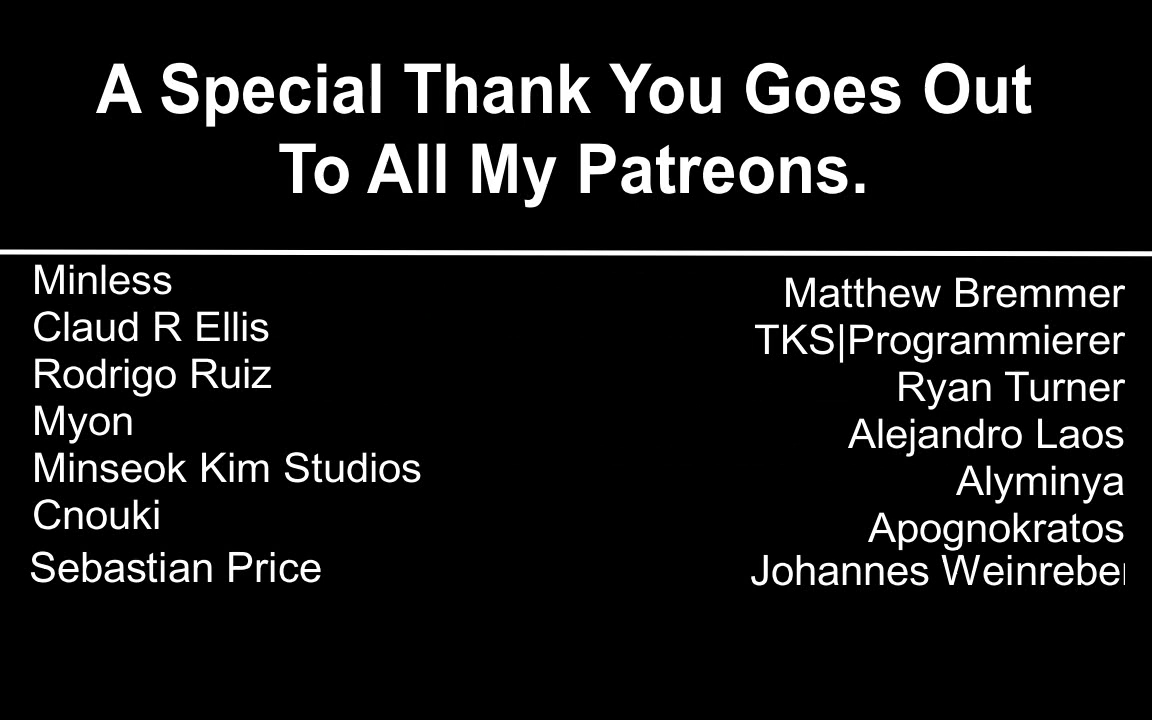 A Special Thank You Goes Out
To All My Patreons.
Minless
Claud R Ellis
Rodrigo Ruiz
Myon
Minseok Kim Studios
Cnouki
Sebastian Price
Matthew Bremmer
TKS|Programmierer
Ryan Turner
Alejandro Laos
Alyminya
Apognokratos
Johannes Weinreber